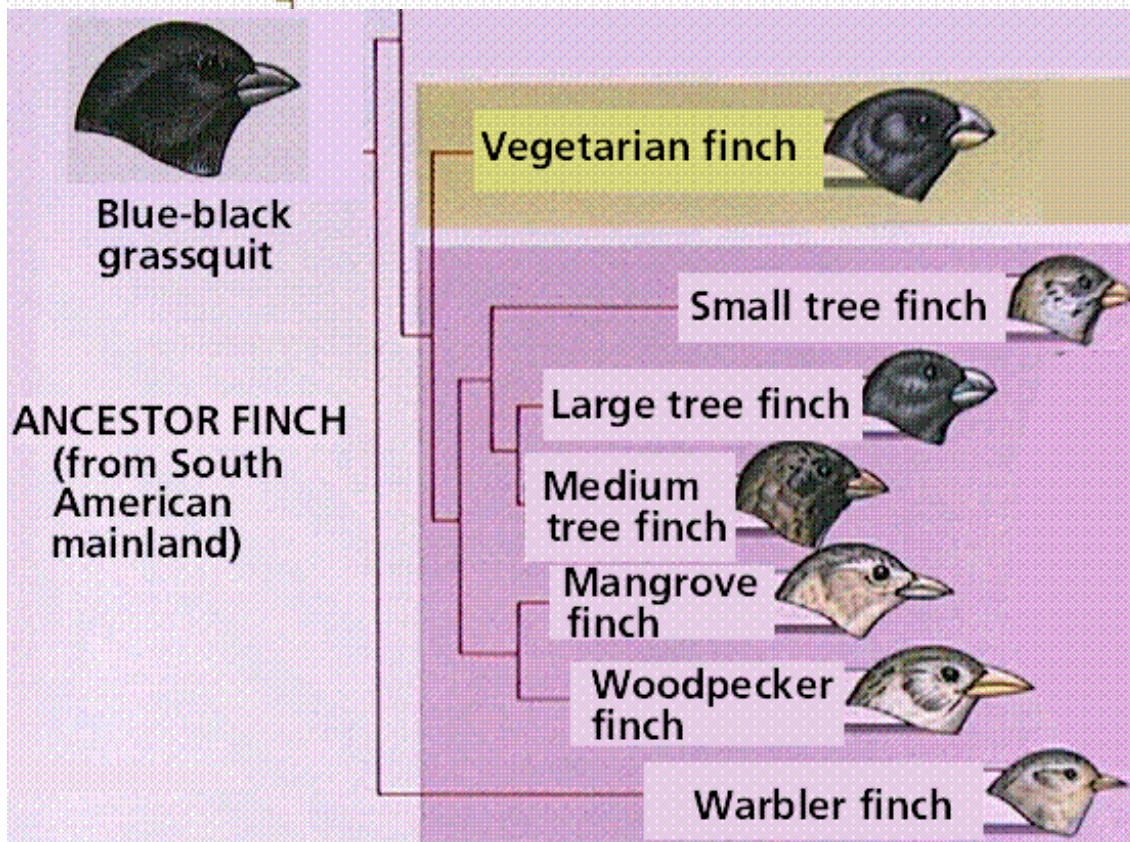 Blue-black
grassquit
ANCESTOR FINCH
(from South
American
mainland)
Vegetarian finch
Small tree finch
Large tree finch
Medium
tree finch
Mangrove
finch
Woodpecker
finch
Warbler finch